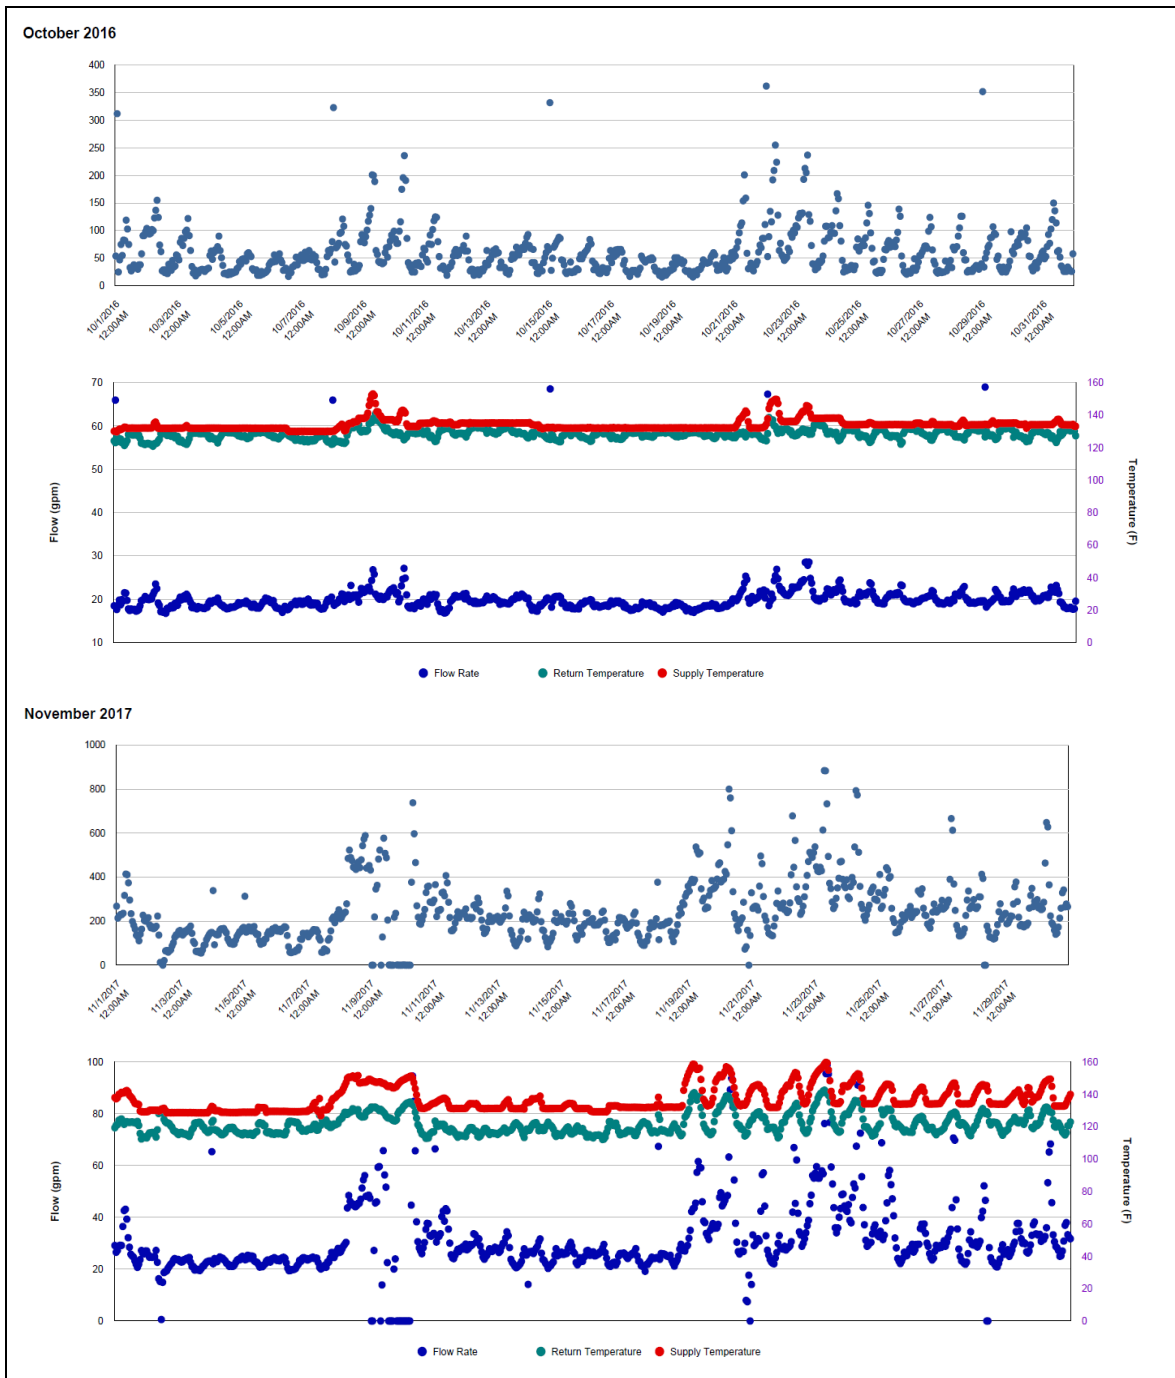 October 2016
400
350
300
250
200
150
100
50
0
10/1/2016 12:00AM
10/3/2016 12:00AM
10/5/2016 12:00AM
10/7/2016 12:00AM
10/9/2016 12:00AM
10/11/2016 12:00AM
10/13/2016 12:00AM
10/15/2016 12:00AM
10/17/2016 12:00AM
10/19/2016 12:00AM
10/21/2016 12:00AM
10/23/2016 12:00AM
10/25/2016 12:00AM
10/27/2016 12:00AM
10/29/2016 12:00AM
10/31/2016 12:00AM
Flow (gpm)
70
60
50
40
30
20
10
160
140
120
100
80
60
40
20
0
Temperature (F)
Flow Rate Return Temperature Supply Temperature
November 2017
1000
800
600
400
200
0
11/1/2017 12:00AM
11/3/2017 12:00AM
11/5/2017 12:00AM
11/7/2017 12:00AM
11/9/2017 12:00AM
11/11/2017 12:00AM
11/13/2017 12:00AM
11/15/2017 12:00AM
11/17/2017 12:00AM
11/19/2017 12:00AM
11/21/2017 12:00AM
11/23/2017 12:00AM
11/25/2017 12:00AM
11/27/2017 12:00AM
11/29/2017 12:00AM
Flow (gpm)
100
80
60
40
20
0
160
140
120
100
80
60
40
20
0
Temperature (F)
Flow Rate Return Temperature Supply Temperature